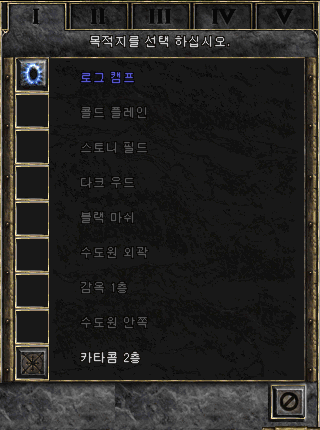 I II III IV V
목적지를 선택 하십시오.
로그 캠프
콜드 플레인
스토니 필드
다크 우드
블랙 마쉬
수도원 외곽
감옥 1층
수도원 안쪽
카타콤 2층